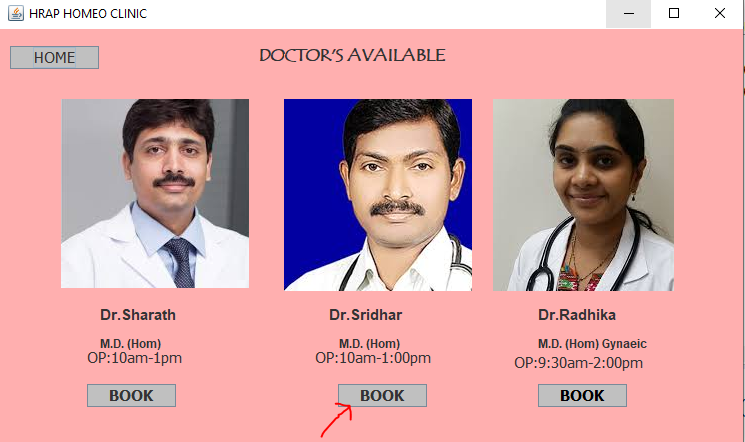 HRAP HOMEO CLINIC
HOME
DOCTOR'S AVAILABLE
Dr.Sharath
M.D. (Hom)
OP:10am-1pm
BOOK
Dr.Sridhar
M.D. (Hom)
OP:10am-1:00pm
BOOK
Dr.Radhika
M.D. (Hom) Gynaeic
OP:9:30am-2:00pm
BOOK